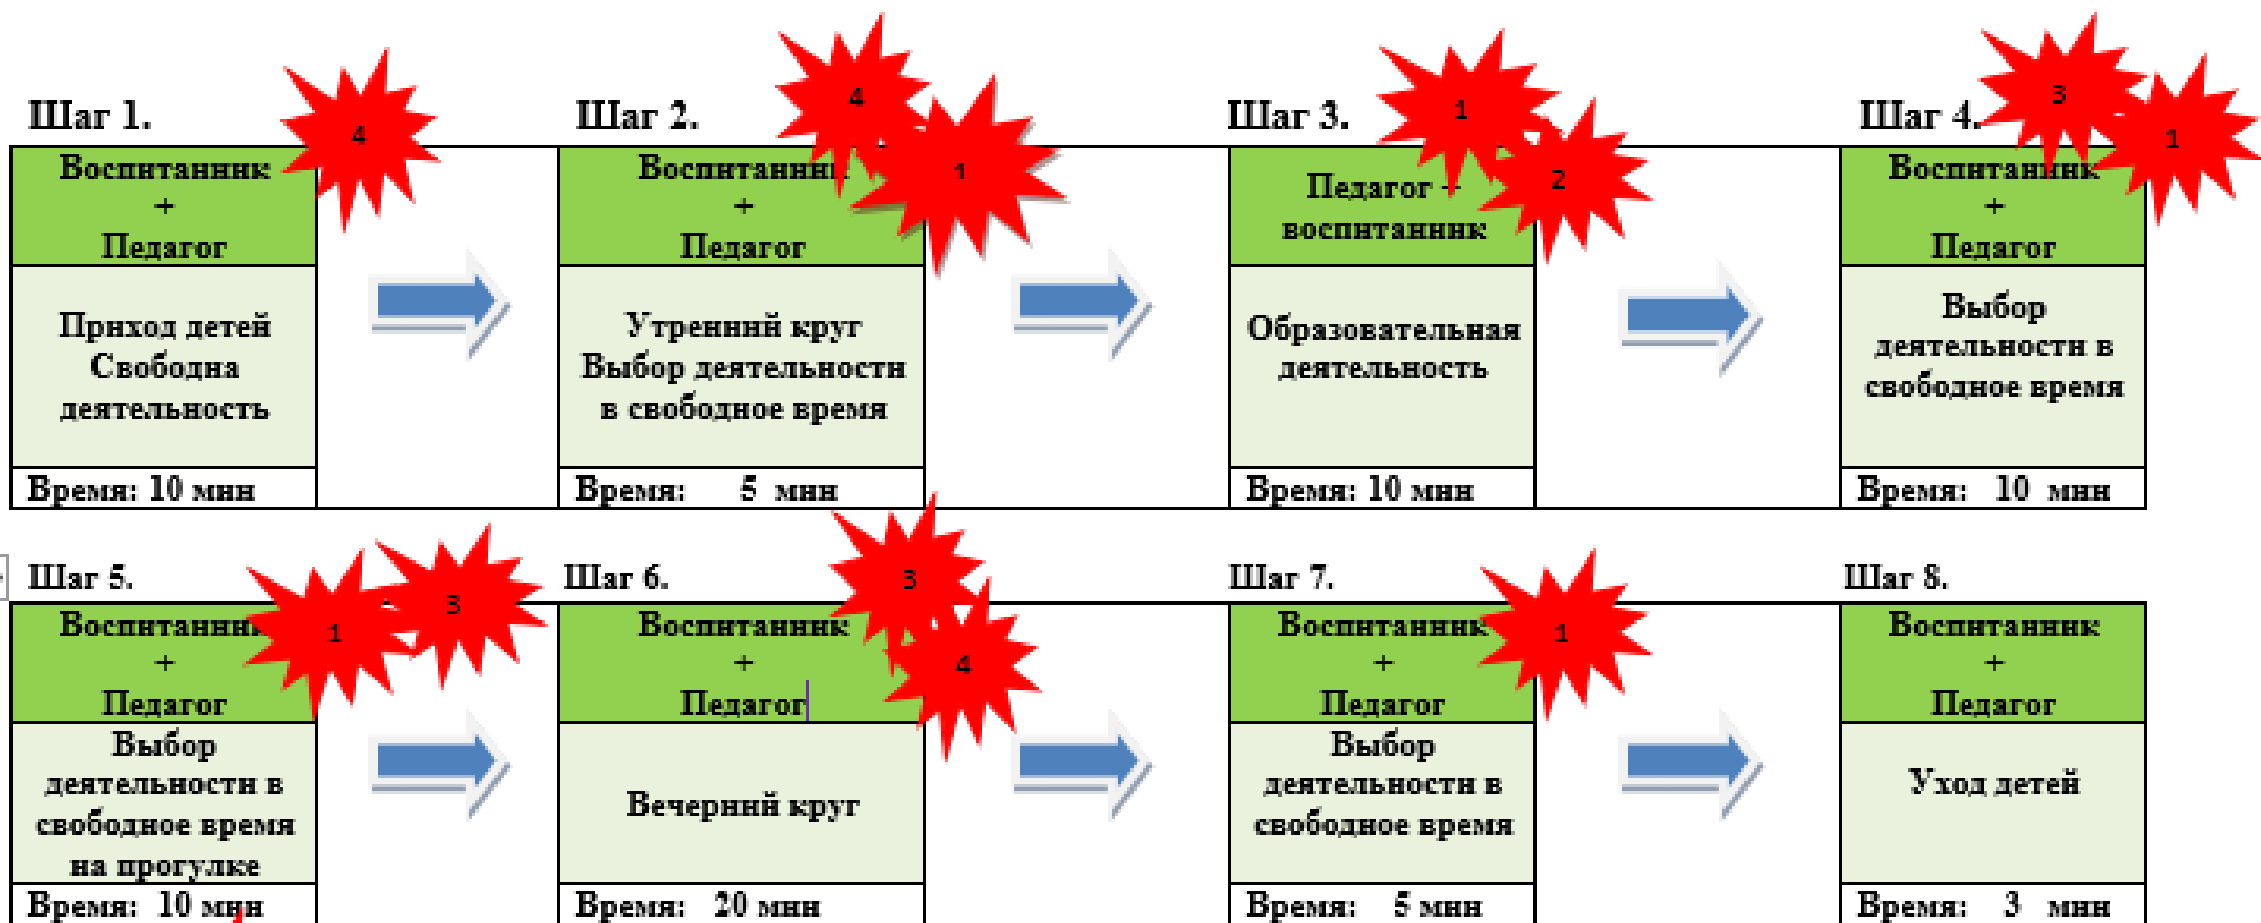 Шаг 1.
4
Воспитанник
+
Педагог
Приход детей
Свободна
деятельность
Время: 10 мин
Шаг 2.
4
1
Воспитанник
+
Педагог
Утренний круг
Выбор деятельности
в свободное время
Время: 5 мин
Шаг 3.
1
2
Педагог +
воспитанник
Образовательная
деятельность
Время: 10 мин
Шаг 4.
3
1
Воспитанник
+
Педагог
Выбор
деятельности в
свободное время
Время: 10 мин
Шаг 5.
1
3
Воспитанник
+
Педагог
Выбор
деятельности в
свободное время
на прогулке
Время: 10 мин
Шаг 6.
3
4
Воспитанник
+
Педагог
Вечерний круг
Время: 20 мин
Шаг 7.
1
Воспитанник
+
Педагог
Выбор
деятельности в
свободное время
Время: 5 мин
Шаг 8.
Воспитанник
+
Педагог
Уход детей
Время: 3 мин